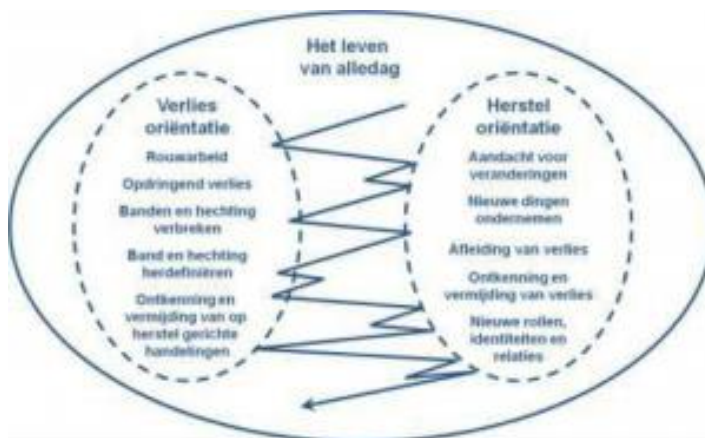 Het leven
van alledag
Verlies
oriëntatie
Rouwarbeid
Opdringend verlies
Banden en hechting
verbreken
Band en hechting
herdefiniëren
Ontkenning en
vermijding van op
herstel gerichte
handelingen
Herstel
oriëntatie
Aandacht voor
veranderingen
Nieuwe dingen
ondernemen
Afleiding van verlies
Ontkenning en
vermijding van verlies
Nieuwe rollen,
identiteiten en
relaties